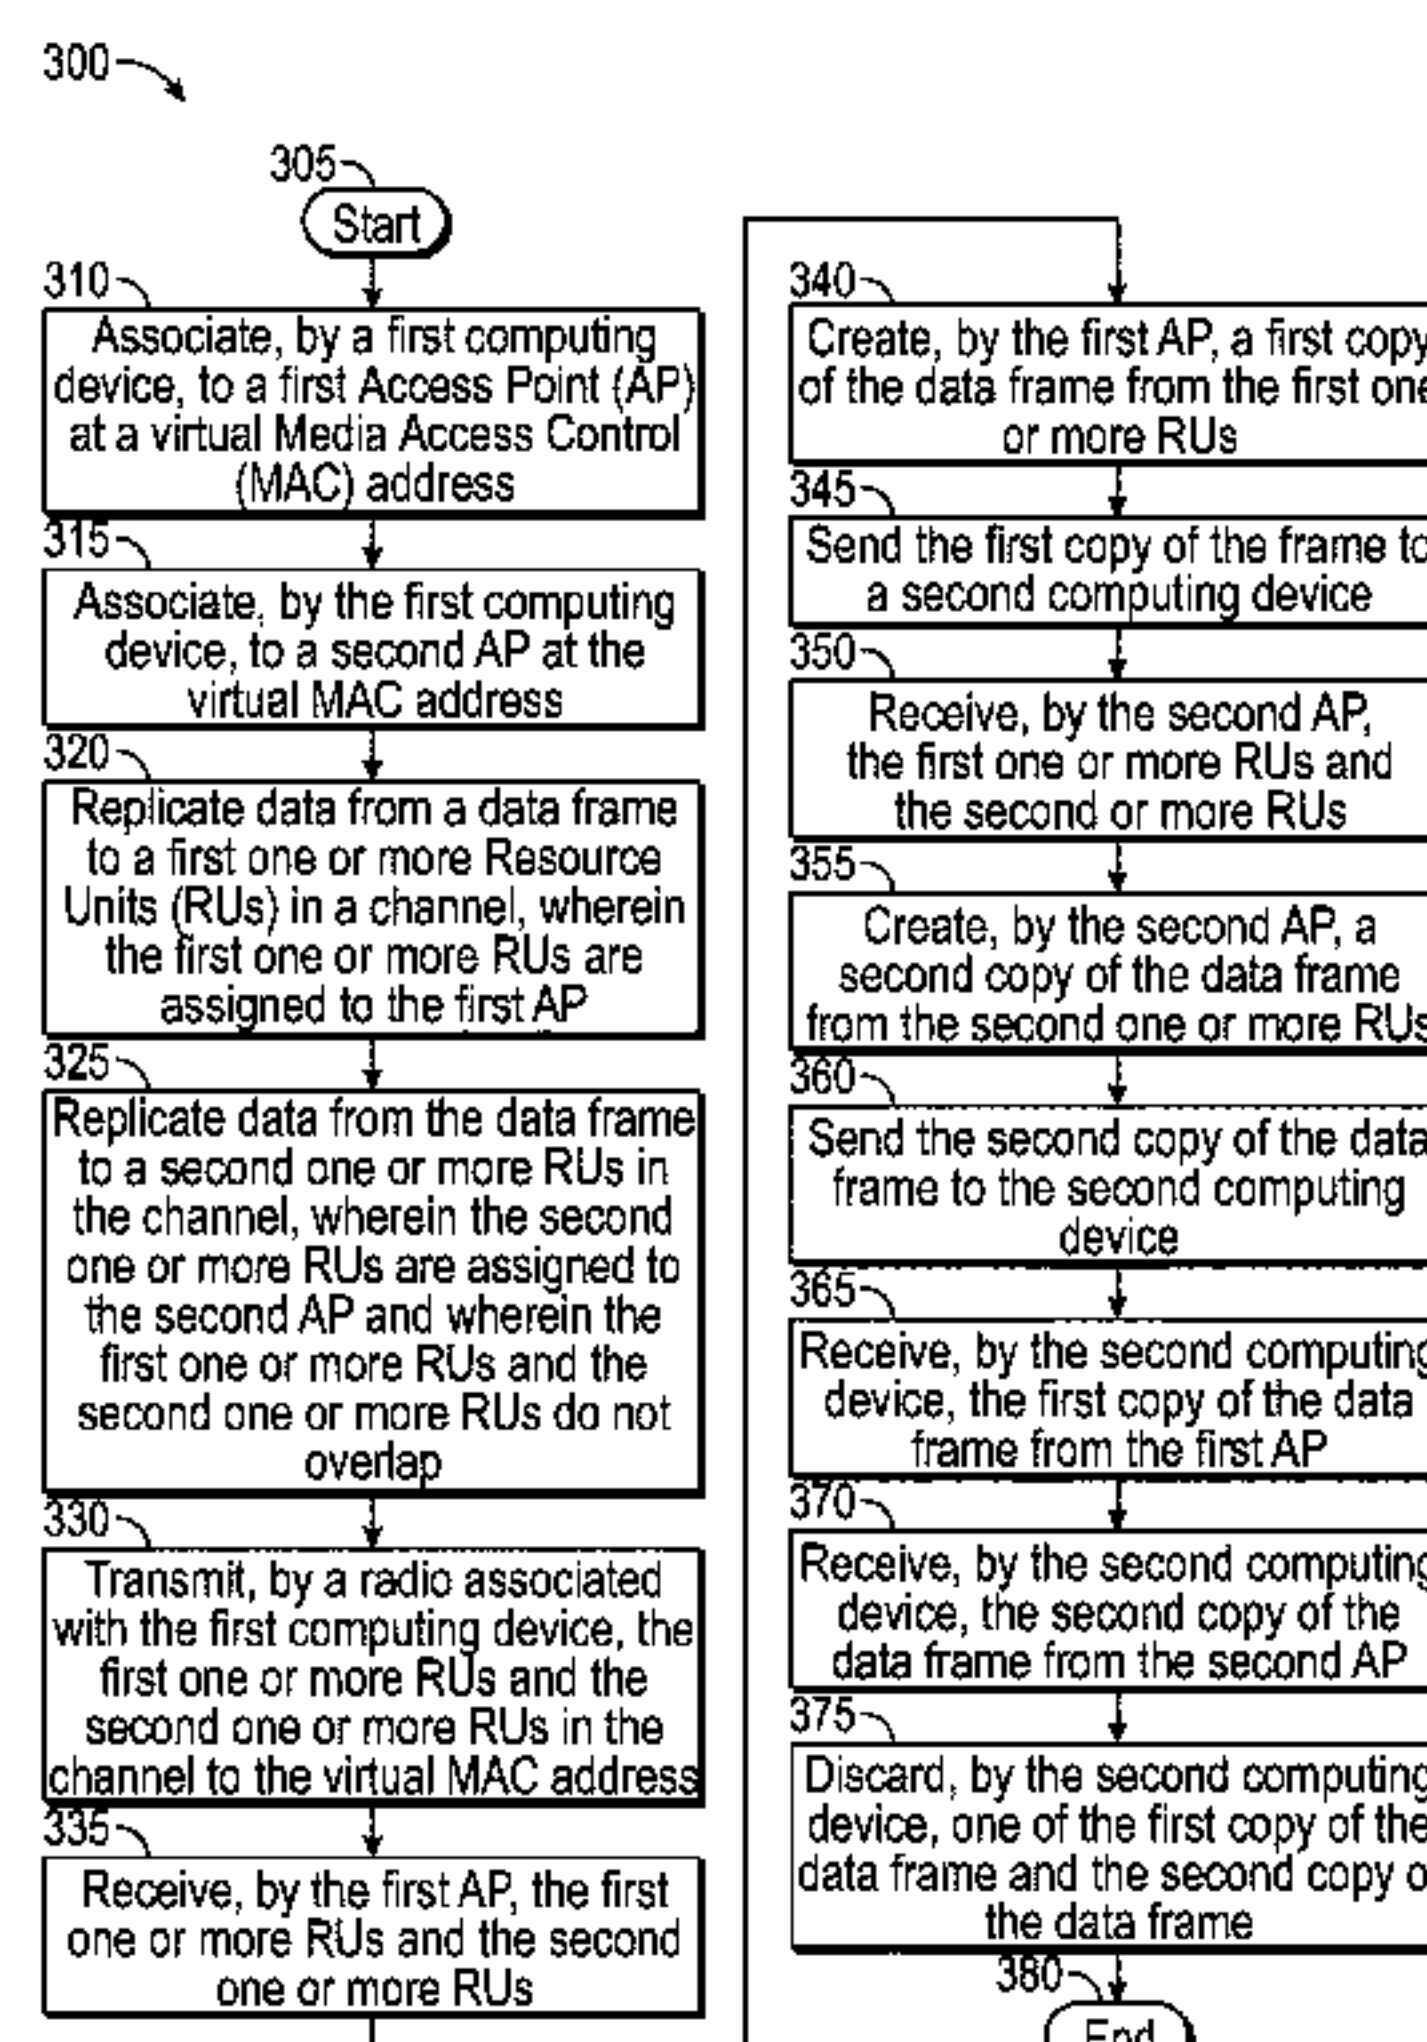 300
305
Start
310
Associate, by a first computing
device, to a first Access Point (AP)
at a virtual Media Access Control
(MAC) address
315
Associate, by the first computing
device, to a second AP at the
virtual MAC address
320
Replicate data from a data frame
to a first one or more Resource
Units (RUs) in a channel, wherein
the first one or more RUs are
assigned to the first AP
325
Replicate data from the data frame
to a second one or more RUs in
the channel, wherein the second
one or more RUs are assigned to
the second AP and wherein the
first one or more RUs and the
second one or more RUs do not
overlap
330
Transmit, by a radio associated
with the first computing device, the
first one or more RUs and the
second one or more RUs in the
channel to the virtual MAC address
335
Receive, by the first AP, the first
one or more RUs and the second
one or more RUs
340
Create, by the first AP, a first copy
of the data frame from the first one
or more RUs
345
Send the first copy of the frame to
a second computing device
350
Receive, by the second AP,
the first one or more RUs and
the second or more RUs
355
Create, by the second AP, a
second copy of the data frame
from the second one or more RUs
360
Send the second copy of the data
frame to the second computing
device
365
Receive, by the second computing
device, the first copy of the data
frame from the first AP
370
Receive, by the second computing
device, the second copy of the
data frame from the second AP
375
Discard, by the second computing
device, one of the first copy of the
data frame and the second copy
the data frame
380
End